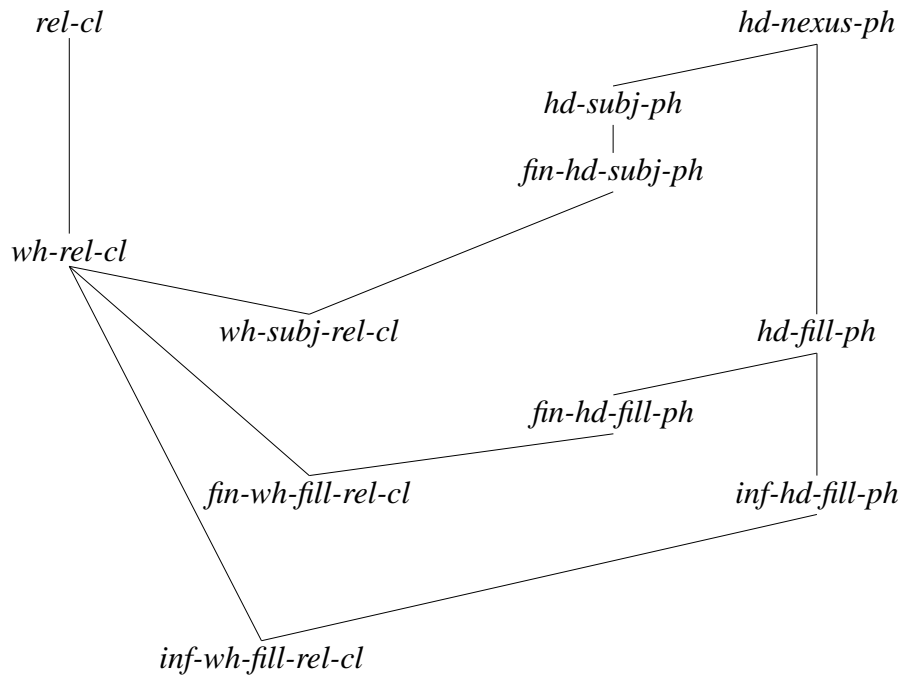 rel-cl
hd-nexus-ph
hd-subj-ph
fin-hd-subj-ph
wh-rel-cl
wh-subj-rel-cl
hd-fill-ph
fin-hd-fill-ph
fin-wh-fill-rel-cl
inf-hd-fill-ph
inf-wh-fill-rel-cl